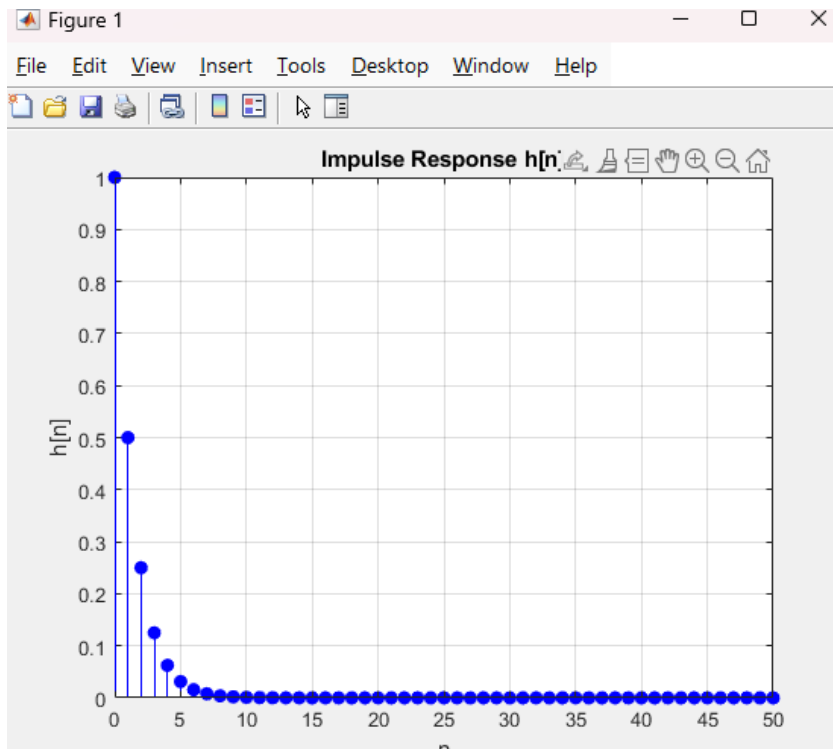 Figure 1
File Edit View Insert Tools Desktop Window Help
Impulse Response h[n]
1
0.9
0.8
0.7
0.6
0.5
0.4
0.3
0.2
0.1
0
h[n]
0 5 10 15 20 25 30 35 40 45 50
n